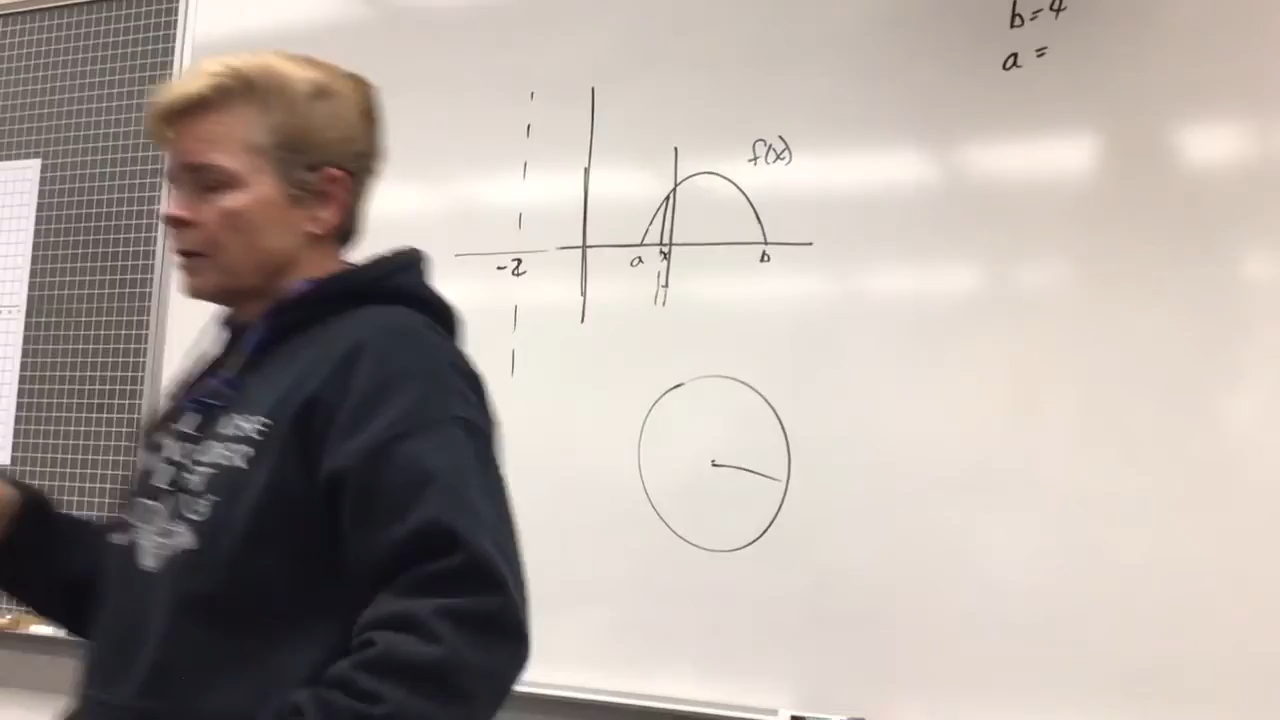 b=4
a =
f(x)
-2
a
x
b